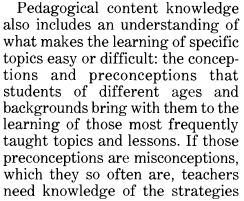 Pedagogical content knowledge
also includes an understanding of
what makes the learning of specific
topics easy or difficult: the concep-
tions and preconceptions that
students of different ages and
backgrounds bring with them to the
learning of those most frequently
taught topics and lessons. If those
preconceptions are misconceptions,
which they so often are, teachers
need knowledge of the strategies